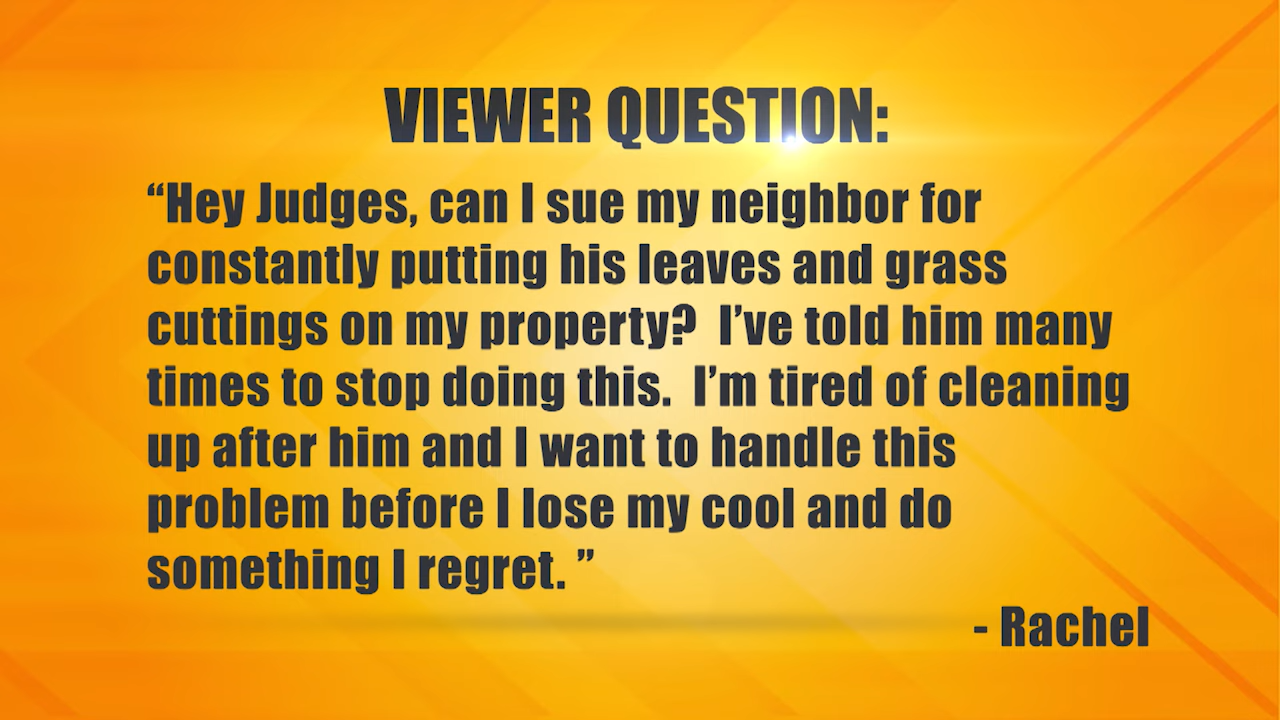 VIEWER QUESTION:
“Hey Judges, can I sue my neighbor for
constantly putting his leaves and grass
cuttings on my property?  I’ve told him many
times to stop doing this.  I’m tired of cleaning
up after him and I want to handle this
problem before I lose my cool and do
something I regret. ”
- Rachel